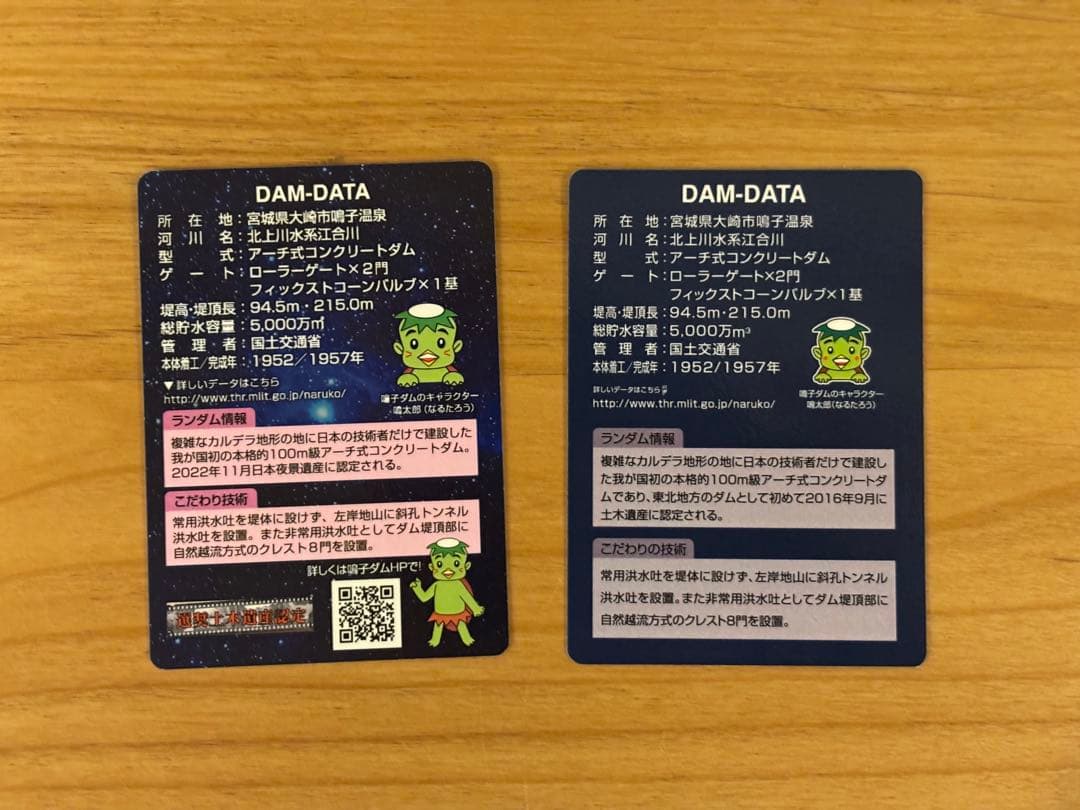 DAM-DATA
所在地：宮城県大崎市鳴子温泉
河川名：北上川水系江合川
型式：アーチ式コンクリートダム
ゲート：ローラーゲート×2門
フィックストコーンバルブ×1基
堤高・堤頂長：94.5m・215.0m
総貯水容量：5,000万㎥
管理者：国土交通省
本体着工／完成年：1952／1957年
▼詳しいデータはこちら
http://www.thr.mlit.go.jp/naruko/
鳴子ダムのキャラクター
鳴太郎（なるたろう）
ランダム情報
複雑なカルデラ地形の地に日本の技術者だけで建設した
我が国初の本格的100m級アーチ式コンクリートダム。
2022年11月日本夜景遺産に認定される。
こだわり技術
常用洪水吐を堤体に設けず、左岸地山に斜孔トンネル
洪水吐を設置。また非常用洪水吐としてダム堤頂部に
自然越流方式のクレスト8門を設置。
詳しくは鳴子ダムHPで！
選奨土木遺産認定
DAM-DATA
所在地：宮城県大崎市鳴子温泉
河川名：北上川水系江合川
型式：アーチ式コンクリートダム
ゲート：ローラーゲート×2門
フィックストコーンバルブ×1基
堤高・堤頂長：94.5m・215.0m
総貯水容量：5,000万m³
管理者：国土交通省
本体着工／完成年：1952/1957年
詳しいデータはこちら
http://www.thr.mlit.go.jp/naruko/
鳴子ダムのキャラクター
鳴太郎（なるたろう）
ランダム情報
複雑なカルデラ地形の地に日本の技術者だけで建設し
た我が国初の本格的100m級アーチ式コンクリートダ
ムであり、東北地方のダムとして初めて2016年9月に
土木遺産に認定される。
こだわりの技術
常用洪水吐を堤体に設けず、左岸地山に斜孔トンネル
洪水吐を設置。また非常用洪水吐としてダム堤頂部に
自然越流方式のクレスト8門を設置。